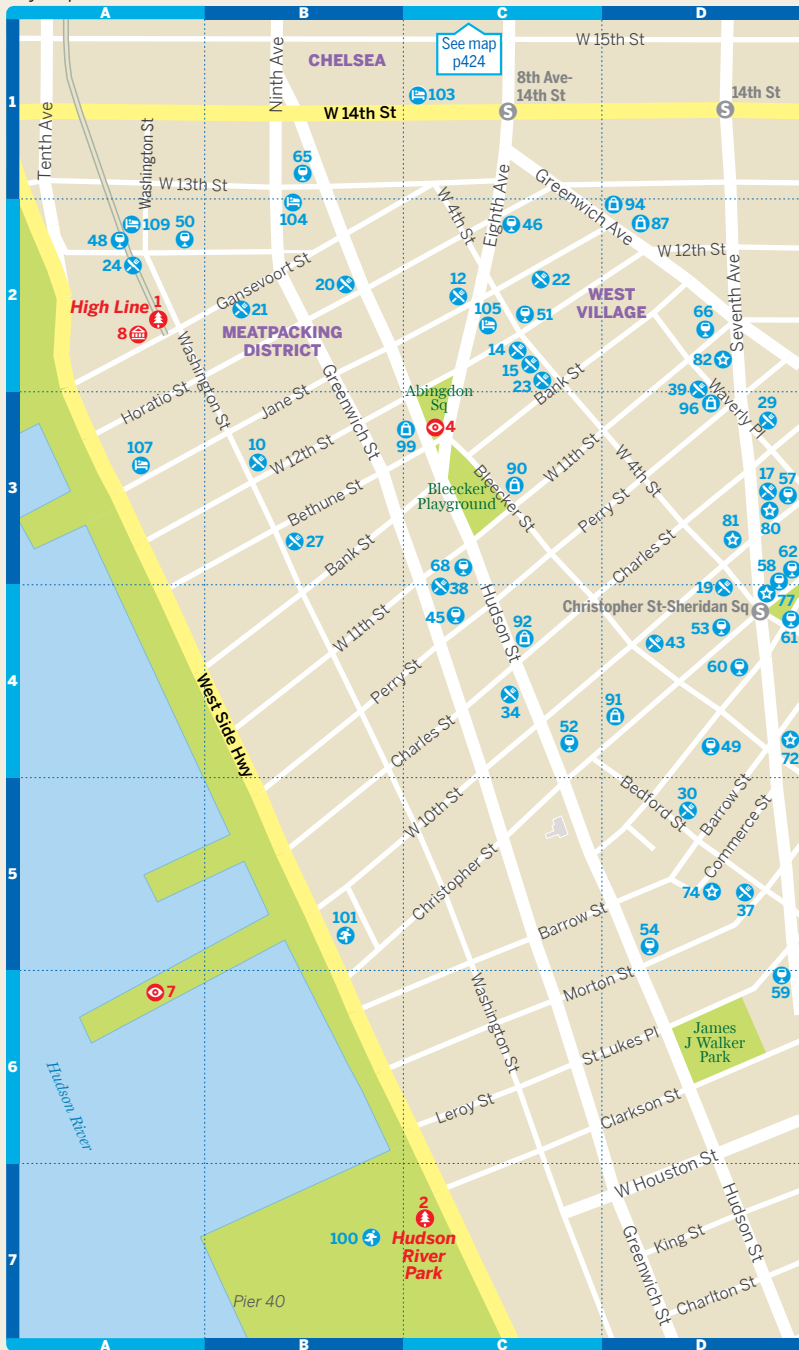 A
B
C
D
W 15th St
See map
p424
CHELSEA
Ninth Ave
8th Ave-
14th St
103
1
14th St
W 14th St
Tenth Ave
Washington St
65
W 13th St
104
W 4th St
Eighth Ave
Greenwich Ave
94
87
109
50
48
46
W 12th St
24
Gansevoort St
20
12
22
Seventh Ave
2
High Line
1
21
105
51
WEST
VILLAGE
66
8
MEATPACKING
DISTRICT
14
82
15
23
Bank St
Washington St
Horatio St
Jane St
Greenwich St
Abingdon
Sq
39
96
Waverly Pl
29
4
99
107
10
W 12th St
W 11th St
W 4th St
3
Bleecker
Playground
Bleecker St
90
17
57
Bethune St
Perry St
80
27
Bank St
81
Charles St
62
68
58
38
19
77
Christopher St-Sheridan Sq
45
W 11th St
Hudson St
92
53
61
43
60
Perry St
4
West Side Hwy
34
91
Charles St
52
49
72
Bedford St
30
Barrow St
Commerce St
W 10th St
5
Christopher St
74
37
101
Barrow St
54
7
Washington St
Morton St
59
James
J Walker
Park
St Lukes Pl
6
Hudson River
Leroy St
Clarkson St
W Houston St
2
Hudson
River
Park
100
Hudson St
7
Greenwich St
King St
Charlton St
Pier 40
A
B
C
D